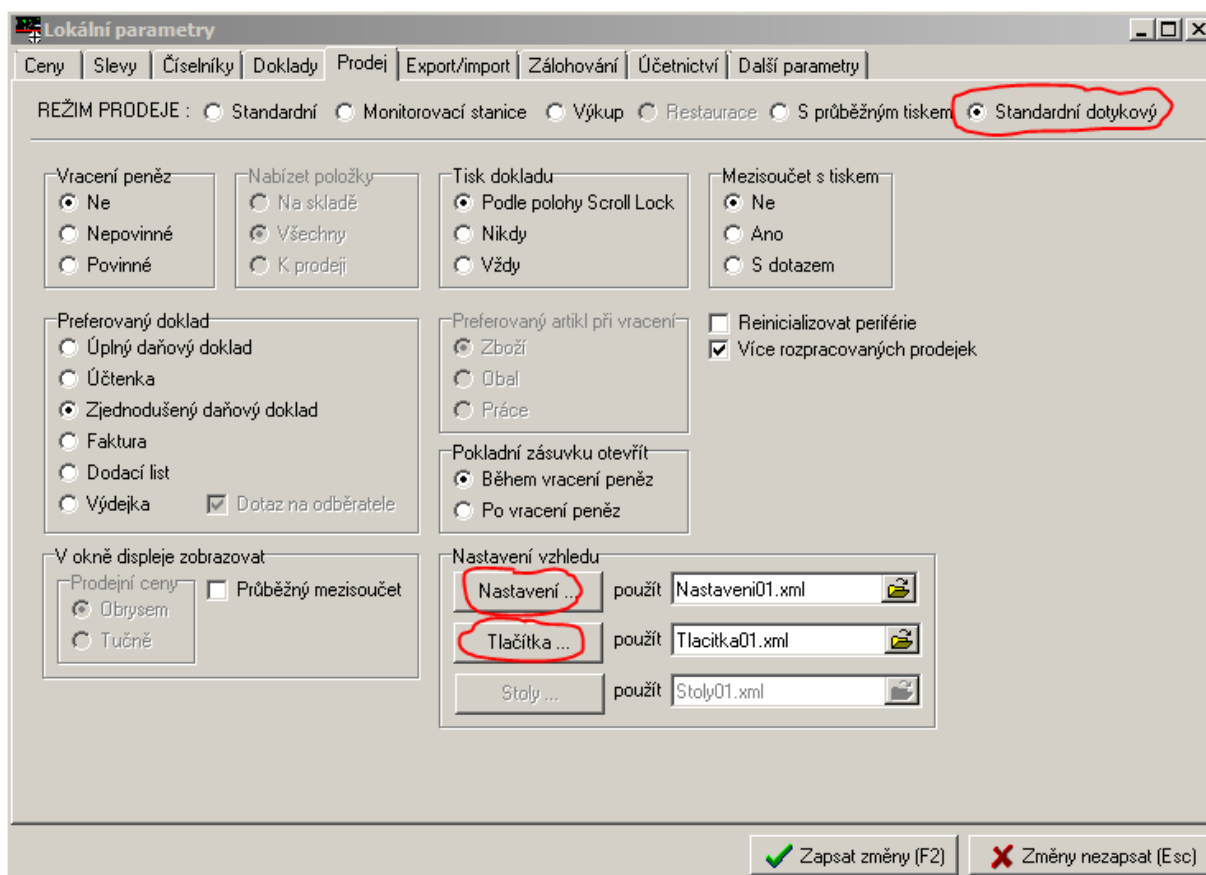 Lokální parametry
Ceny Slevy Číselníky Doklady Prodej Export/import Zálohování Účetnictví Další parametry
REŽIM PRODEJE : Standardní Monitorovací stanice Výkup Restaurace S průběžným tiskem Standardní dotykový
Vracení peněz
Ne
Nepovinné
Povinné
Nabízet položky
Na skladě
Všechny
K prodeji
Tisk dokladu
Podle polohy Scroll Lock
Nikdy
Vždy
Mezisoučet s tiskem
Ne
Ano
S dotazem
Preferovaný doklad
Úplný daňový doklad
Účtenka
Zjednodušený daňový doklad
Faktura
Dodací list
Výdejka Dotaz na odběratele
Preferovaný artikl při vracení
Zboží
Obal
Práce
Reinicializovat periférie
Více rozpracovaných prodejek
Pokladní zásuvku otevřít
Během vracení peněz
Po vracení peněz
V okně displeje zobrazovat
Prodejní ceny
Obrysem
Tučně
Průběžný mezisoučet
Nastavení vzhledu
Nastavení ... použít Nastaveni01.xml
Tlačítka ... použít Tlacitka01.xml
Stoly ... použít Stoly01.xml
Zapsat změny (F2) Změny nezapsat (Esc)